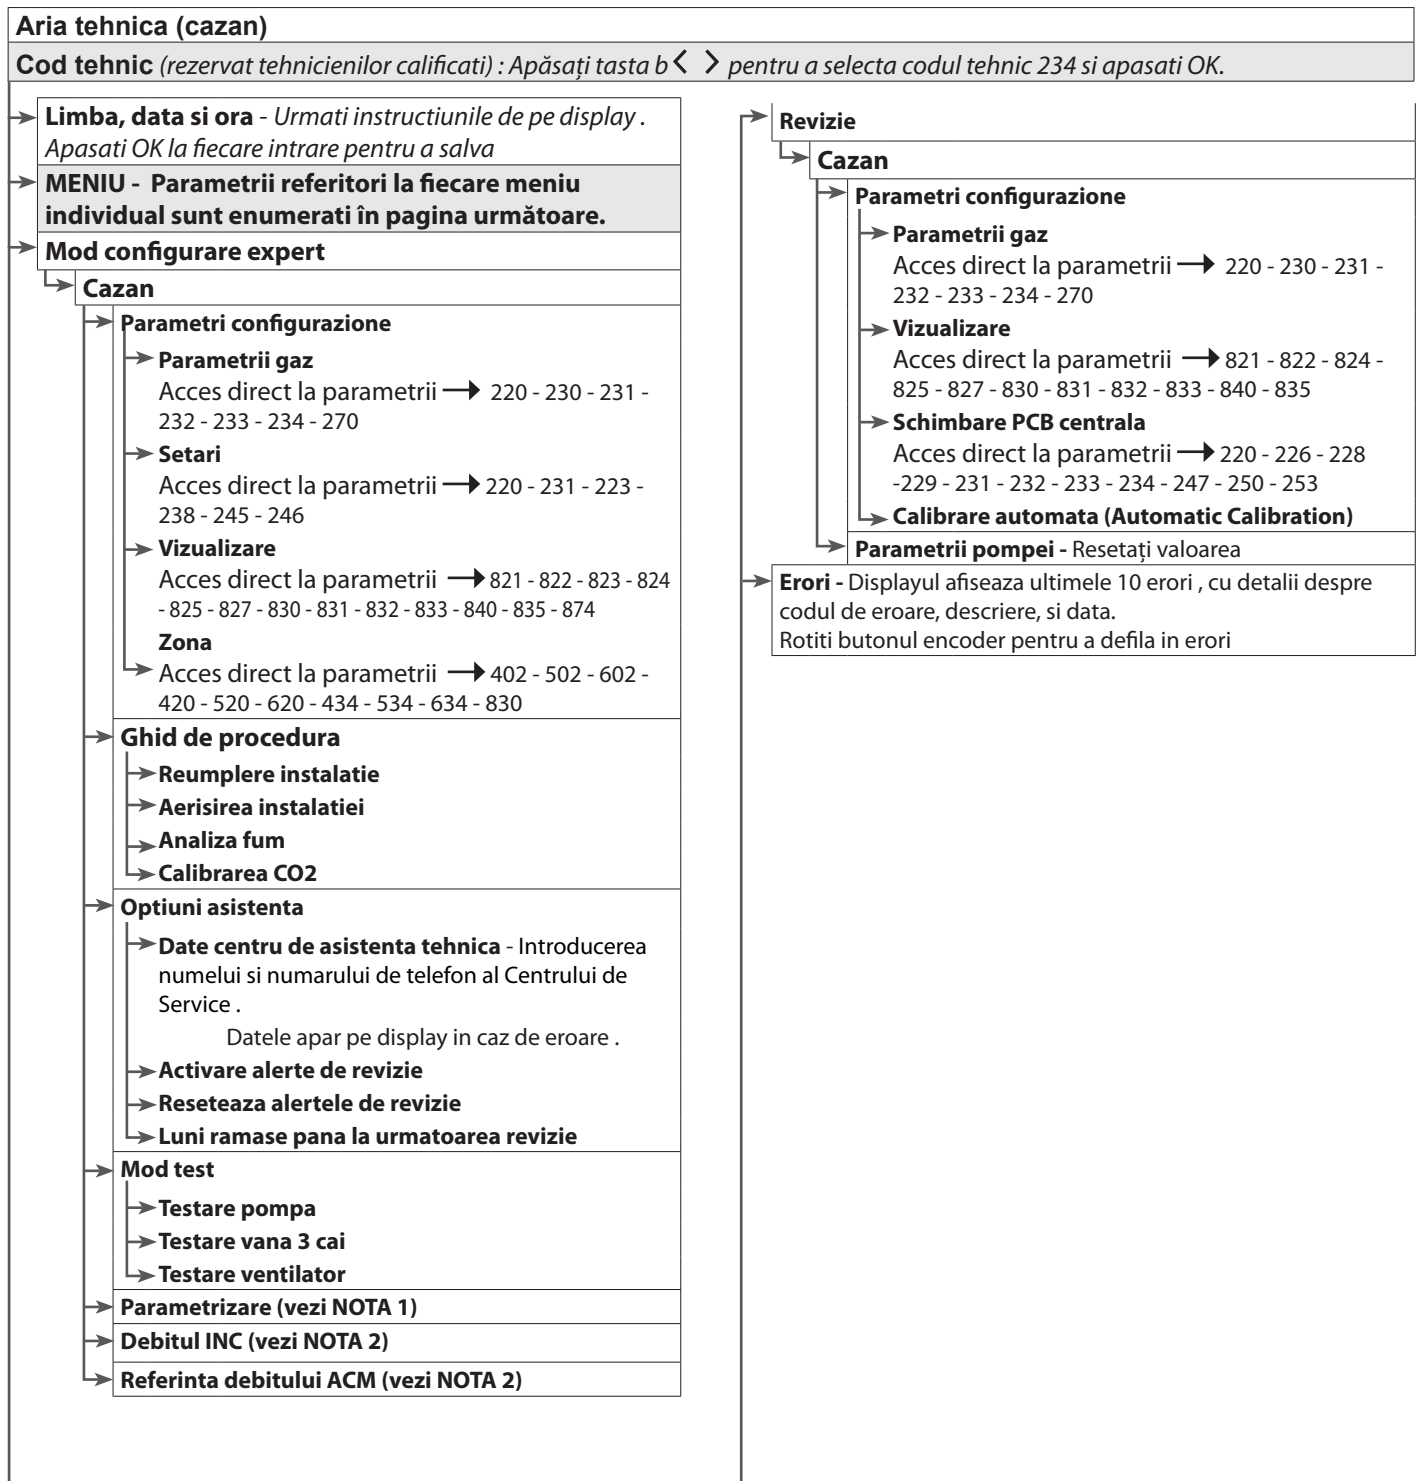 Aria tehnica (cazan)
Cod tehnic (rezervat tehnicienilor calificati) : Apăsați tasta b < > pentru a selecta codul tehnic 234 si apasati OK.
Limba, data si ora - Urmati instructiunile de pe display .
Apasati OK la fiecare intrare pentru a salva
MENIU - Parametrii referitori la fiecare meniu
individual sunt enumerati în pagina următoare.
Mod configurare expert
Cazan
Parametri configurazione
Parametrii gaz
Acces direct la parametrii → 220 - 230 - 231 -
232 - 233 - 234 - 270
Setari
Acces direct la parametrii → 220 - 231 - 223 -
238 - 245 - 246
Vizualizare
Acces direct la parametrii → 821 - 822 - 823 - 824
- 825 - 827 - 830 - 831 - 832 - 833 - 840 - 835 - 874
Zona
Acces direct la parametrii → 402 - 502 - 602 -
420 - 520 - 620 - 434 - 534 - 634 - 830
Ghid de procedura
Reumplere instalatie
Aerisirea instalatiei
Analiza fum
Calibrarea CO2
Optiuni asistenta
Date centru de asistenta tehnica - Introducerea
numelui si numarului de telefon al Centrului de
Service .
Datele apar pe display in caz de eroare .
Activare alerte de revizie
Reseteaza alertele de revizie
Luni ramase pana la urmatoarea revizie
Mod test
Testare pompa
Testare vana 3 cai
Testare ventilator
Parametrizare (vezi NOTA 1)
Debitul INC (vezi NOTA 2)
Referinta debitului ACM (vezi NOTA 2)
Revizie
Cazan
Parametri configurazione
Parametrii gaz
Acces direct la parametrii → 220 - 230 - 231 -
232 - 233 - 234 - 270
Vizualizare
Acces direct la parametrii → 821 - 822 - 824 -
825 - 827 - 830 - 831 - 832 - 833 - 840 - 835
Schimbare PCB centrala
Acces direct la parametrii → 220 - 226 - 228
-229 - 231 - 232 - 233 - 234 - 247 - 250 - 253
Calibrare automata (Automatic Calibration)
Parametrii pompei - Resetați valoarea
Erori - Displayul afiseaza ultimele 10 erori , cu detalii despre
codul de eroare, descriere, si data.
Rotiti butonul encoder pentru a defila in erori